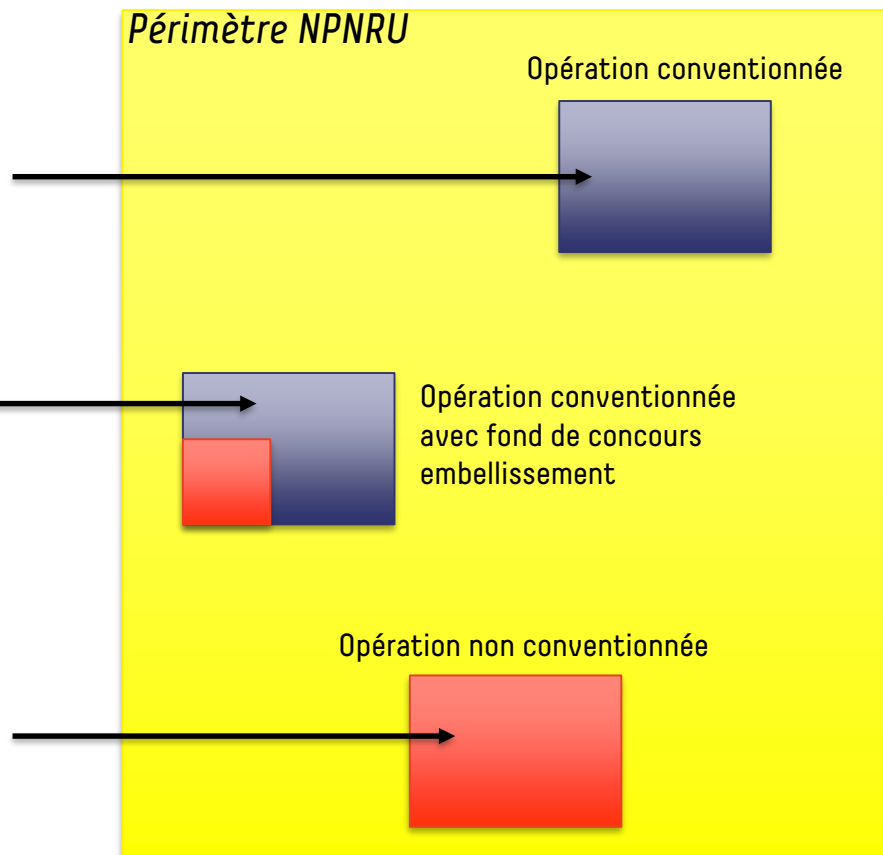 Périmètre NPNRU
Opération conventionnée
Opération conventionnée
avec fond de concours
embellissement
Opération non conventionnée